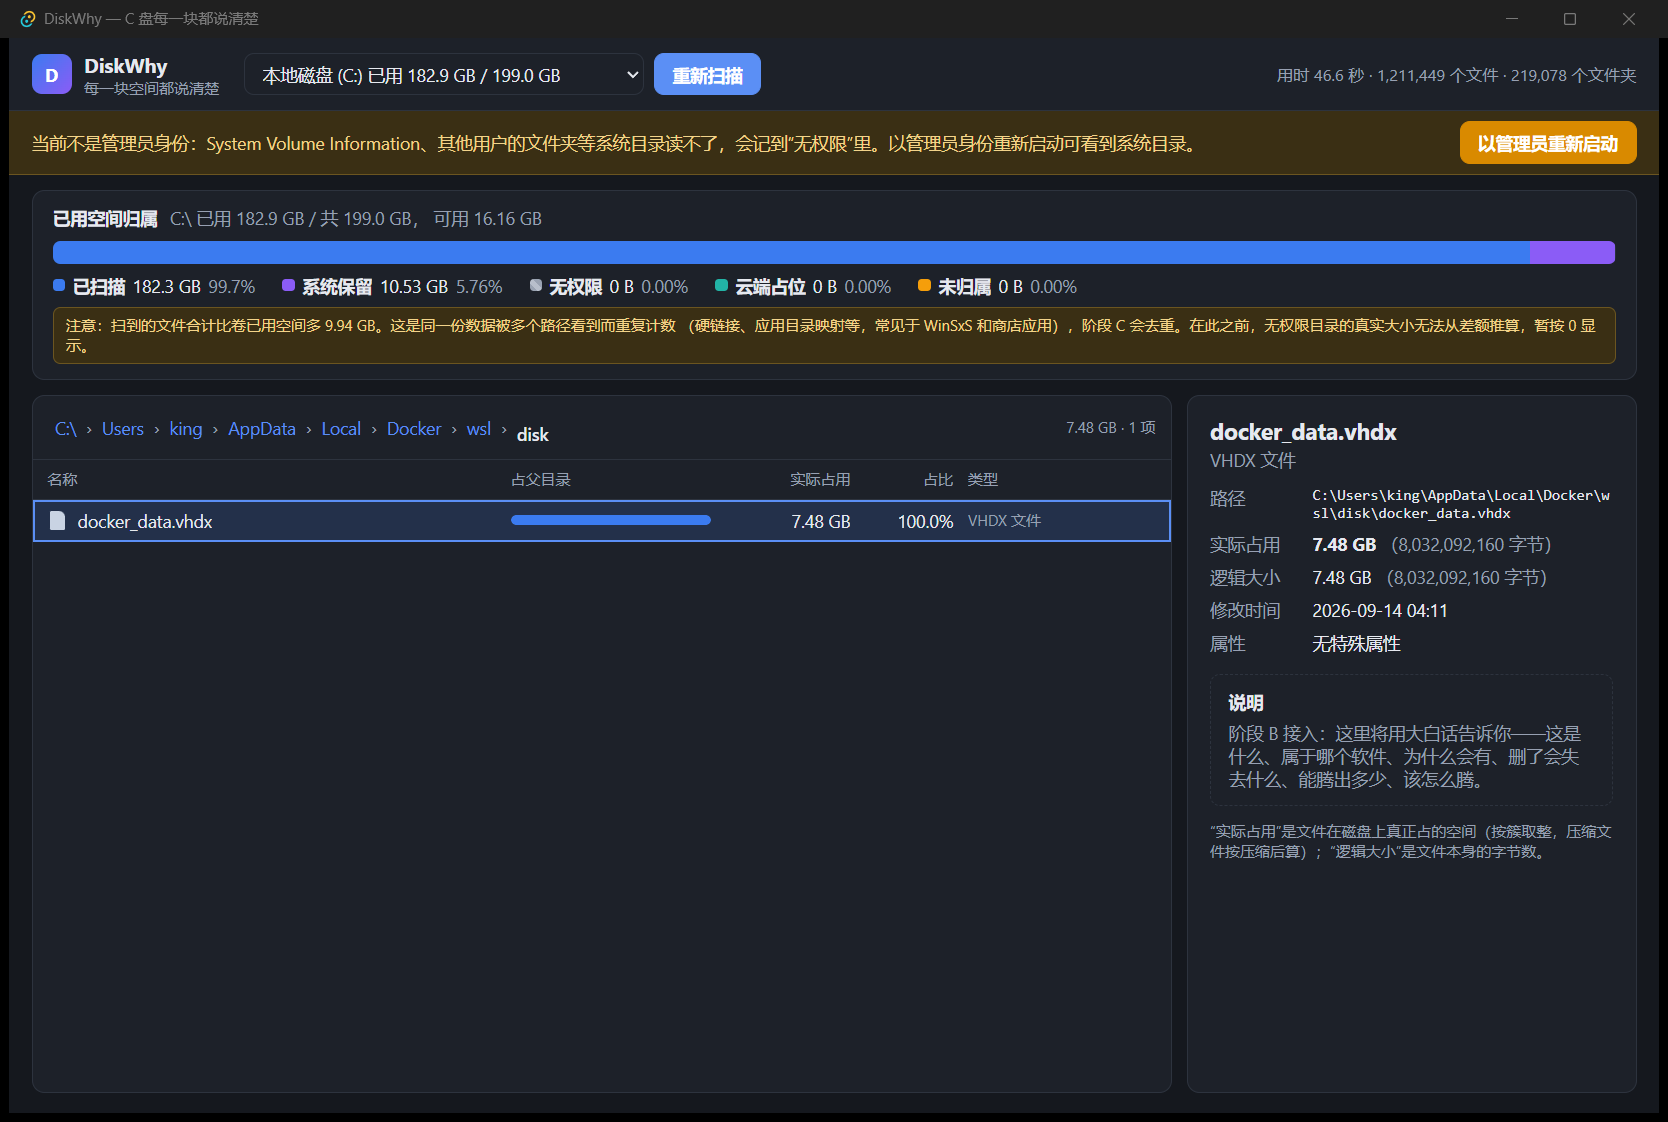 DiskWhy — C 盘每一块都说清楚
D
DiskWhy
每一块空间都说清楚
本地磁盘 (C:) 已用 182.9 GB / 199.0 GB
重新扫描
用时 46.6 秒 · 1,211,449 个文件 · 219,078 个文件夹
当前不是管理员身份：System Volume Information、其他用户的文件夹等系统目录读不了，会记到“无权限”里。以管理员身份重新启动可看到系统目录。
以管理员重新启动
已用空间归属 C:\ 已用 182.9 GB / 共 199.0 GB， 可用 16.16 GB
已扫描 182.3 GB 99.7% 系统保留 10.53 GB 5.76% 无权限 0 B 0.00% 云端占位 0 B 0.00% 未归属 0 B 0.00%
注意：扫到的文件合计比卷已用空间多 9.94 GB。这是同一份数据被多个路径看到而重复计数 （硬链接、应用目录映射等，常见于 WinSxS 和商店应用），阶段 C 会去重。在此之前，无权限目录的真实大小无法从差额推算，暂按 0 显
示。
C:\ › Users › king › AppData › Local › Docker › wsl › disk
7.48 GB · 1 项
名称 占父目录 实际占用 占比 类型
docker_data.vhdx 7.48 GB 100.0% VHDX 文件
docker_data.vhdx
VHDX 文件
路径 C:\Users\king\AppData\Local\Docker\w
sl\disk\docker_data.vhdx
实际占用 7.48 GB （8,032,092,160 字节）
逻辑大小 7.48 GB （8,032,092,160 字节）
修改时间 2026-09-14 04:11
属性 无特殊属性
说明
阶段 B 接入：这里将用大白话告诉你——这是
什么、属于哪个软件、为什么会有、删了会失
去什么、能腾出多少、该怎么腾。
“实际占用”是文件在磁盘上真正占的空间（按簇取整，压缩文
件按压缩后算）；“逻辑大小”是文件本身的字节数。